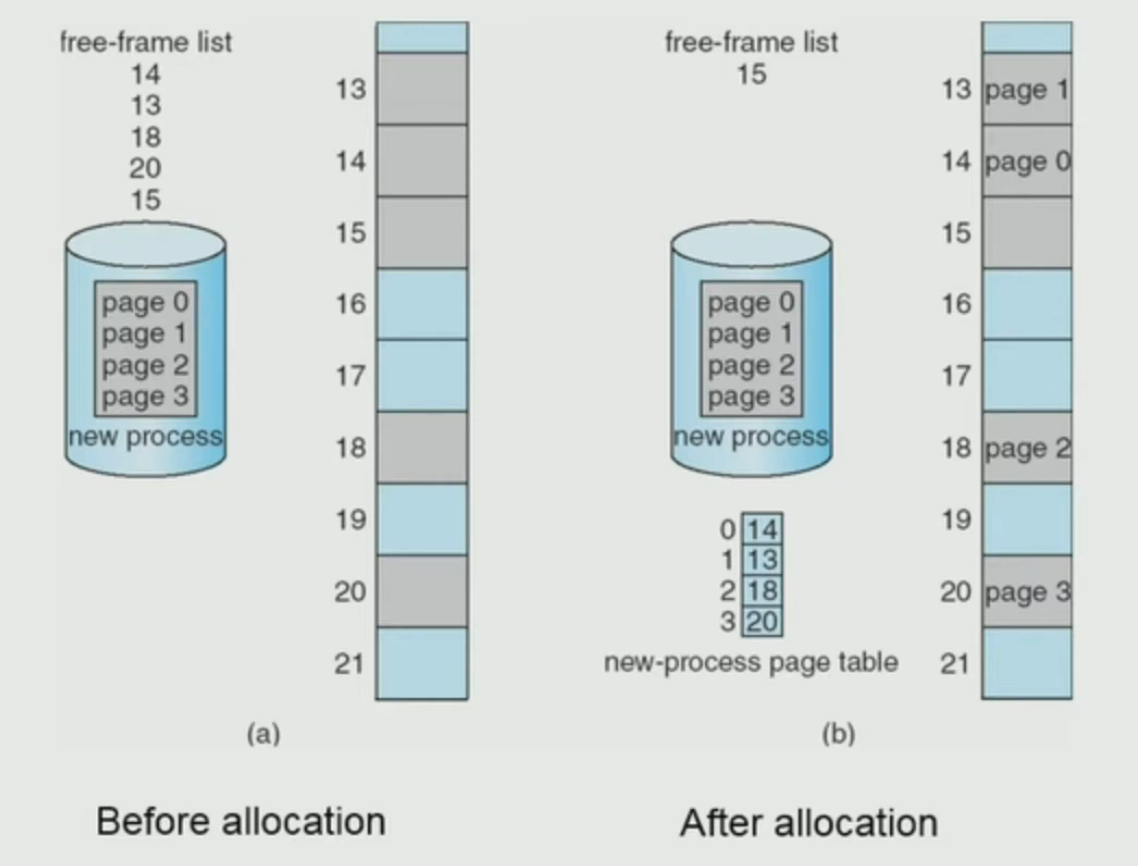 free-frame list
14
13
18
20
15
page 0
page 1
page 2
page 3
new process
13
14
15
16
17
18
19
20
21
(a)
Before allocation
free-frame list
15
page 0
page 1
page 2
page 3
new process
0 14
1 13
2 18
3 20
new-process page table
13 page 1
14 page 0
15
16
17
18 page 2
19
20 page 3
21
(b)
After allocation